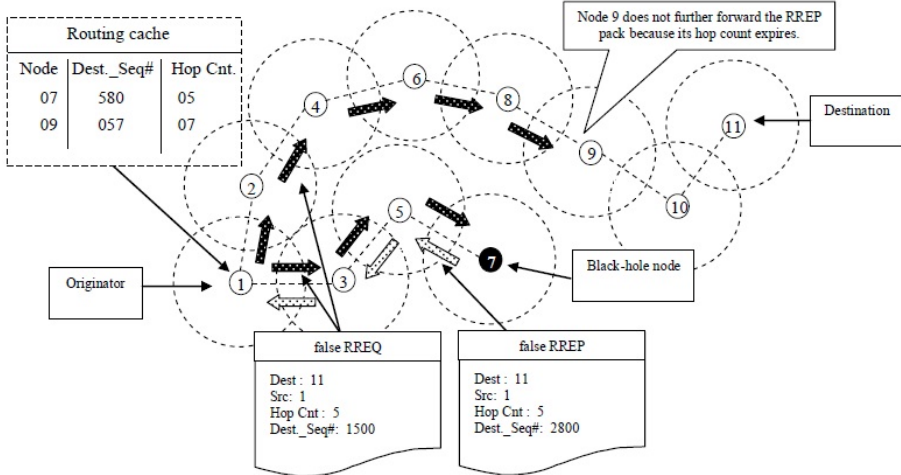 Routing cache
Node Dest._Seq# Hop Cnt.
07 580 05
09 057 07
Node 9 does not further forward the RREP
pack because its hop count expires.
6
4
8
11
Destination
9
2
10
5
7
Black-hole node
Originator
1
3
false RREQ
Dest : 11
Src: 1
Hop Cnt : 5
Dest._Seq#: 1500
false RREP
Dest : 11
Src: 1
Hop Cnt : 5
Dest._Seq#: 2800